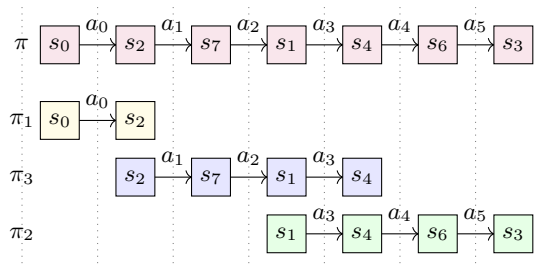 a₀ a₁ a₂ a₃ a₄ a₅
π s₀ s₂ s₇ s₁ s₄ s₆ s₃
a₀
π₁ s₀ s₂
a₁ a₂ a₃
π₃ s₂ s₇ s₁ s₄
a₃ a₄ a₅
π₂ s₁ s₄ s₆ s₃